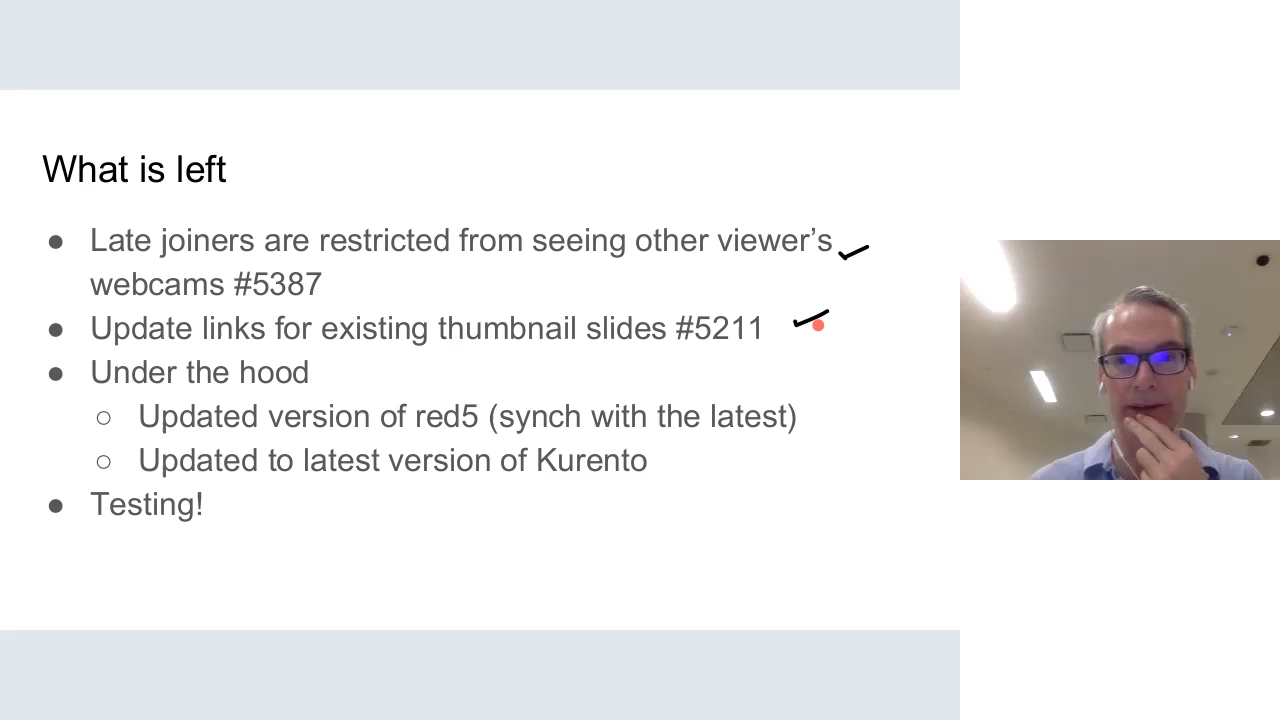 What is left
● Late joiners are restricted from seeing other viewer’s
webcams #5387
● Update links for existing thumbnail slides #5211
● Under the hood
○ Updated version of red5 (synch with the latest)
○ Updated to latest version of Kurento
● Testing!